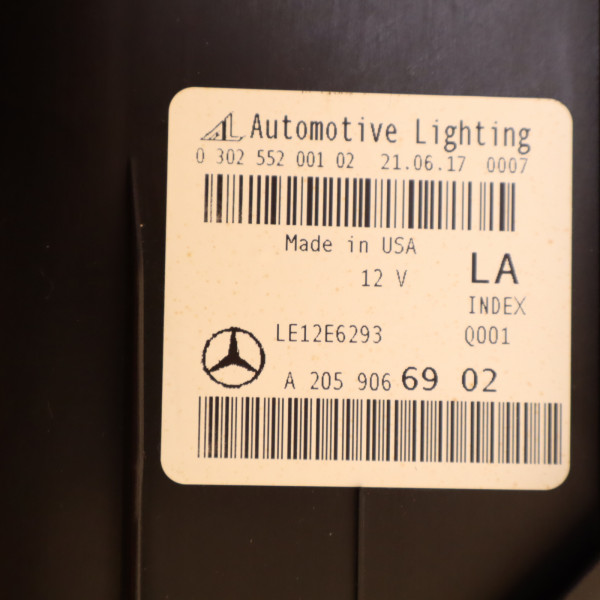 AL Automotive Lighting
0 302 552 001 02 21.06.17 0007
Made in USA
12 V LA
INDEX
LE12E6293 Q001
A 205 906 69 02